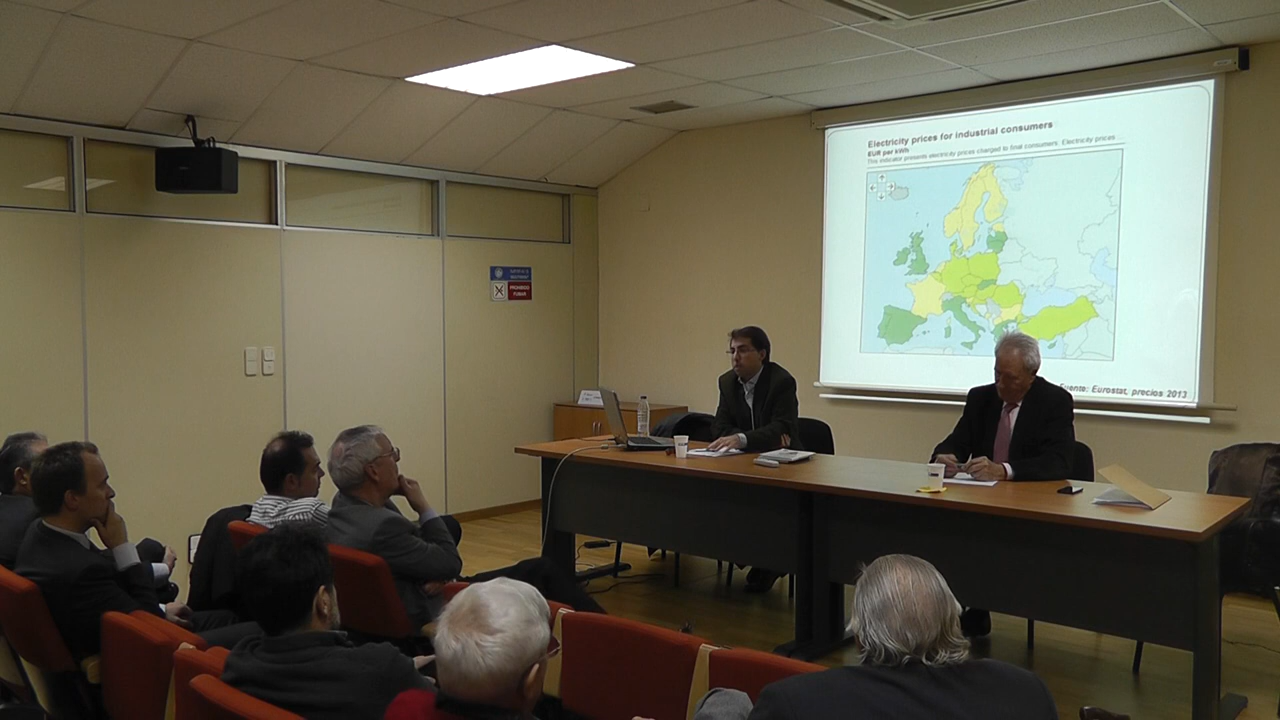 Electricity prices for industrial consumers
EUR per kWh
This indicator presents electricity prices charged to final consumers. Electricity prices ...
Fuente: Eurostat, precios 2013
PROHIBIDO
FUMAR